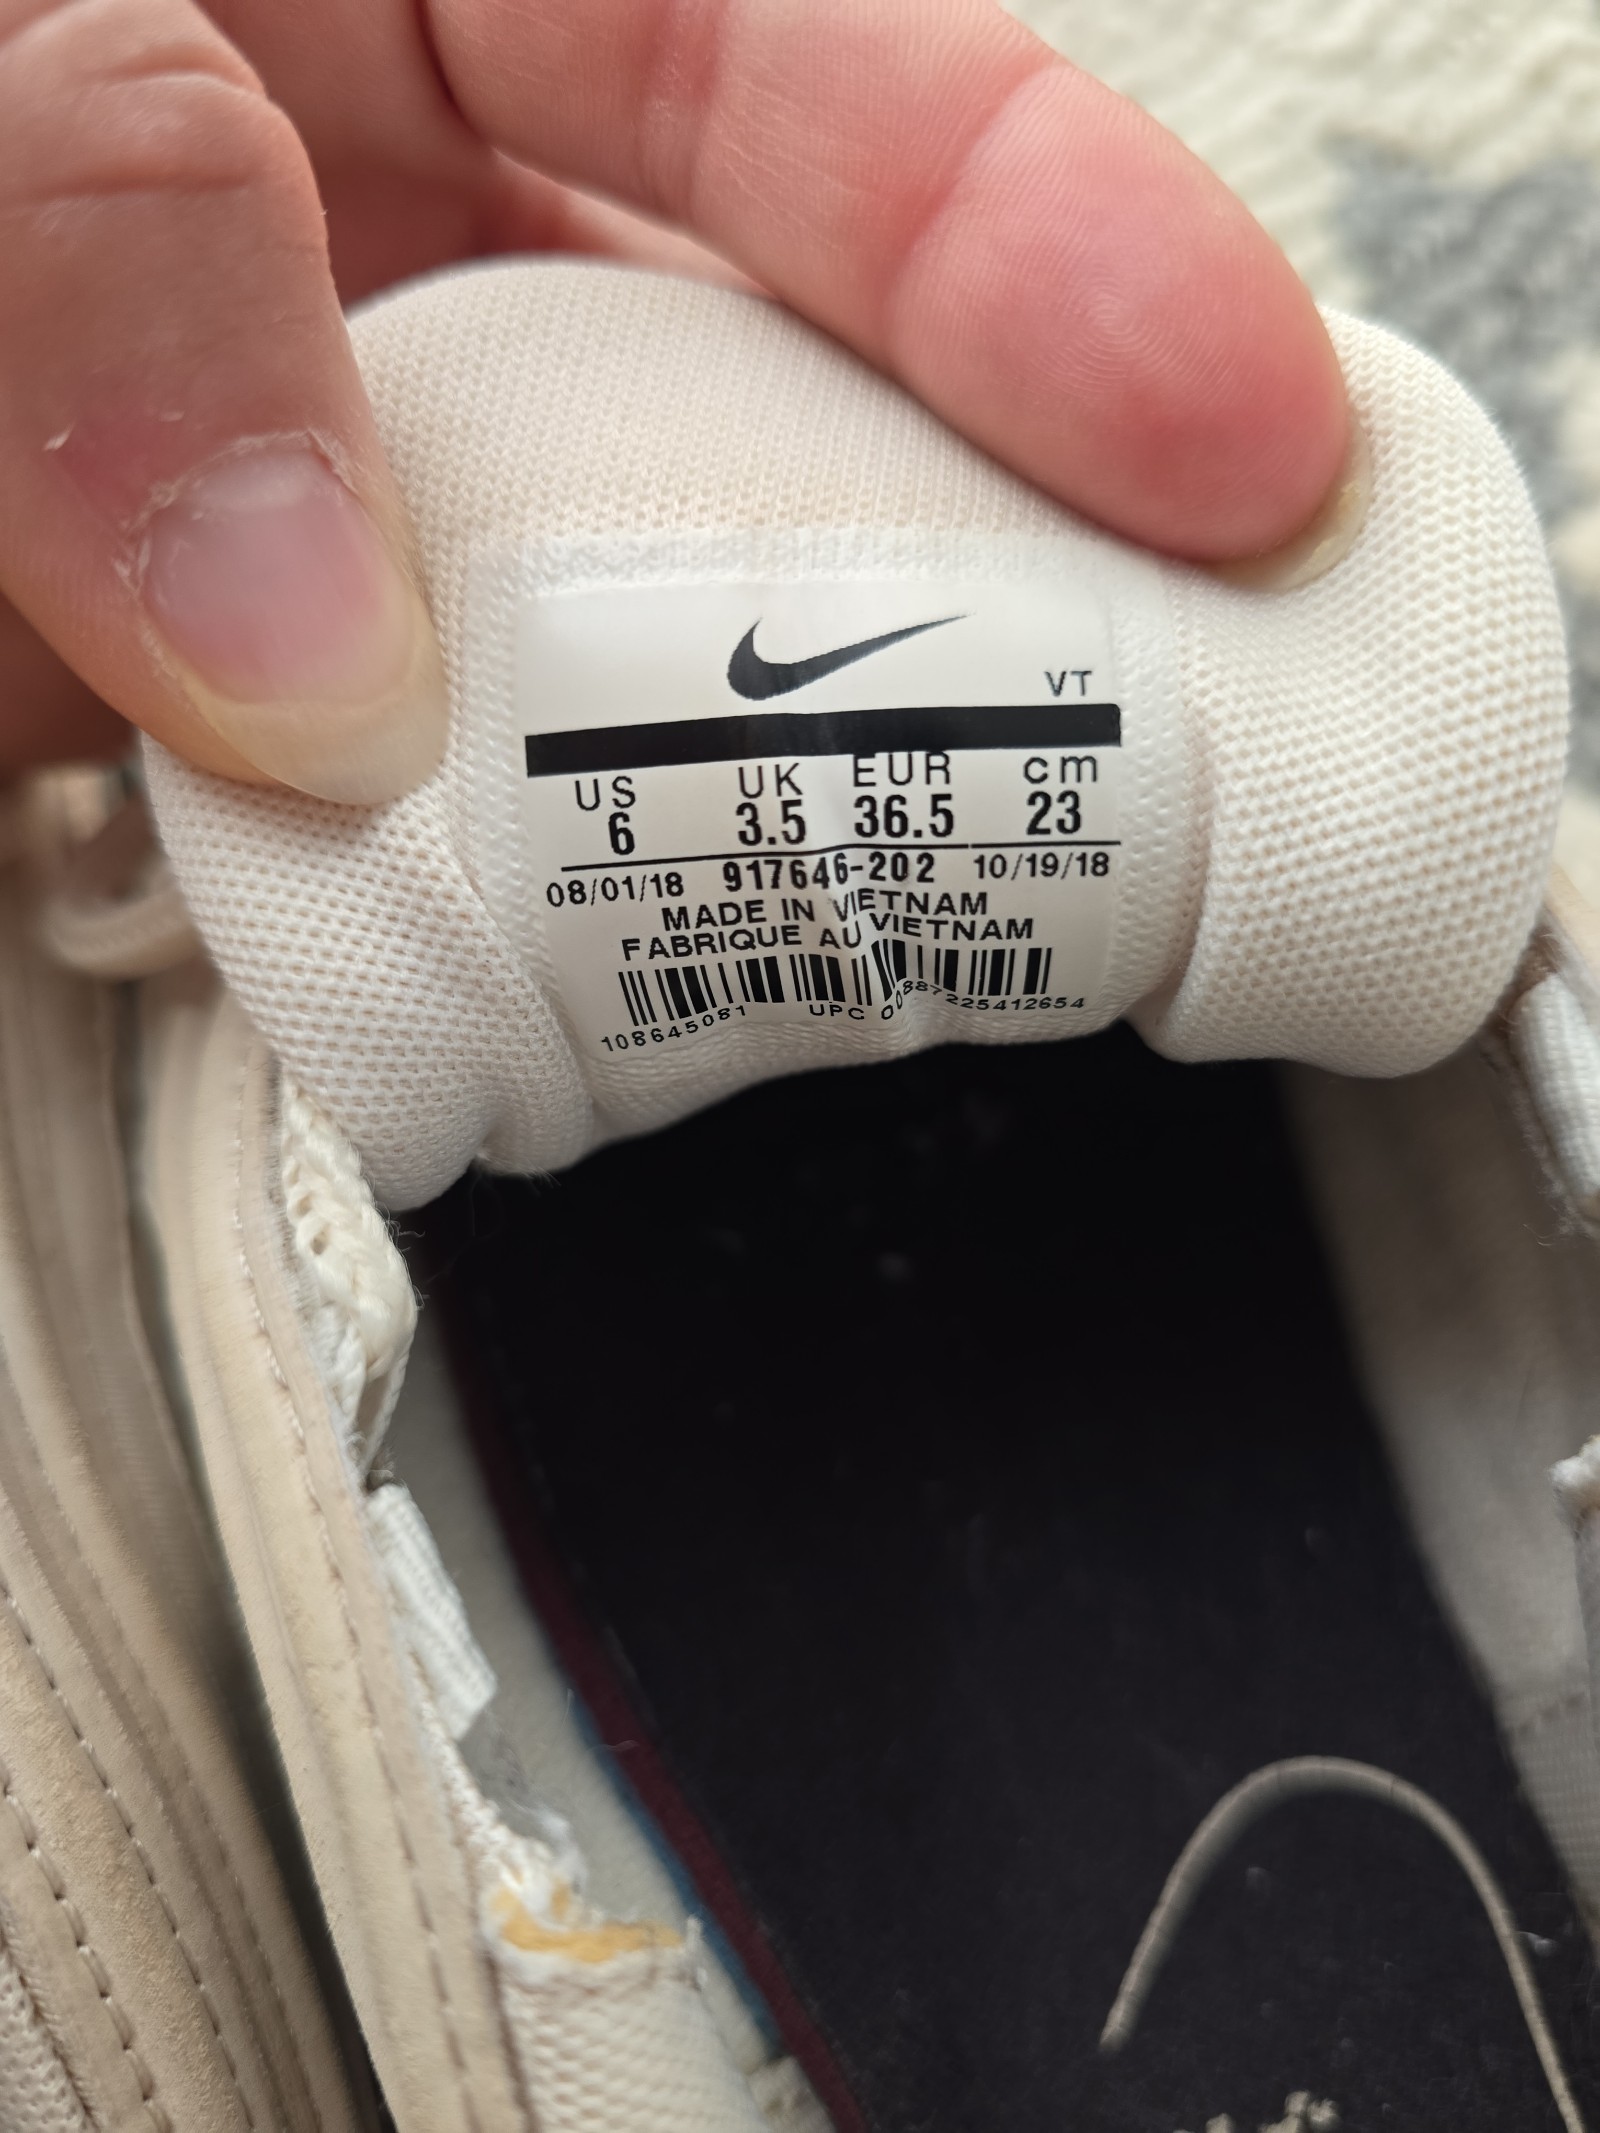 VT
US UK EUR cm
6 3.5 36.5 23
08/01/18 917646-202 10/19/18
MADE IN VIETNAM
FABRIQUE AU VIETNAM
108645081 UPC 00887225412654